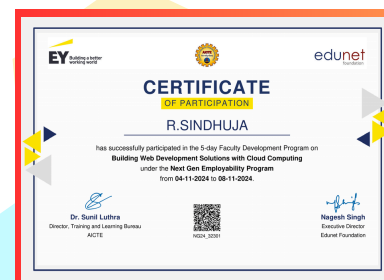 EY
Building a better
working world
AICTE
edunet
foundation
CERTIFICATE
OF PARTICIPATION
R.SINDHUJA
has successfully participated in the 5-day Faculty Development Program on
Building Web Development Solutions with Cloud Computing
under the Next Gen Employability Program
from 04-11-2024 to 08-11-2024.
Dr. Sunil Luthra
Director, Training and Learning Bureau
AICTE
NG24_32301
Nagesh Singh
Executive Director
Edunet Foundation